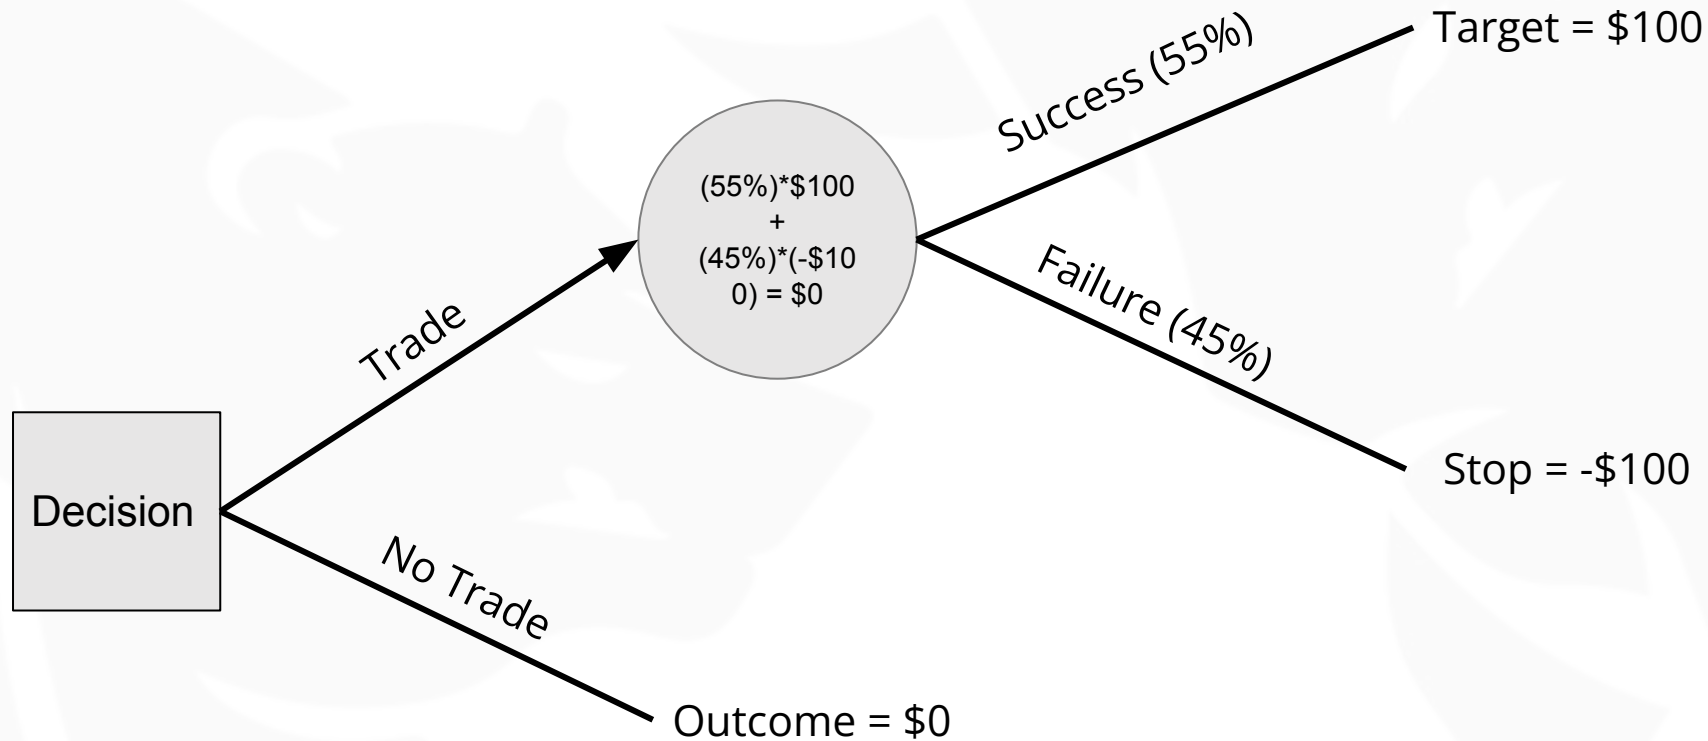 Target = $100
Success (55%)
(55%)*$100
+
(45%)*(-$10
0) = $0
Failure (45%)
Trade
Stop = -$100
Decision
No Trade
Outcome = $0